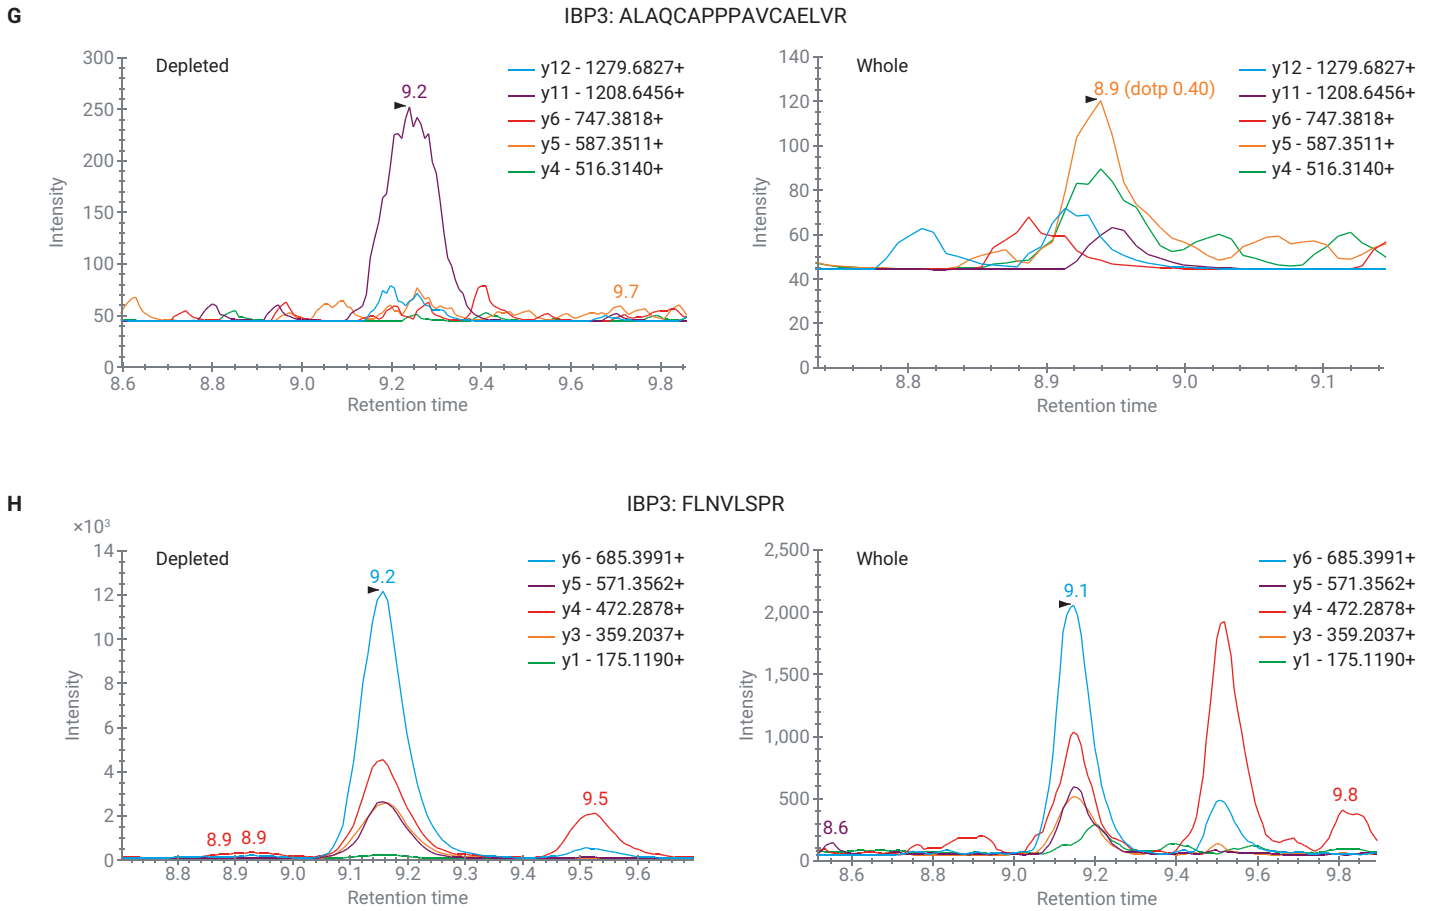 G
IBP3: ALAQCAPPPAVCAELVR
Depleted
y12 - 1279.6827+
y11 - 1208.6456+
y6 - 747.3818+
y5 - 587.3511+
y4 - 516.3140+
9.2
9.7
300
250
200
150
100
50
0
Intensity
8.6 8.8 9.0 9.2 9.4 9.6 9.8
Retention time
Whole
y12 - 1279.6827+
y11 - 1208.6456+
y6 - 747.3818+
y5 - 587.3511+
y4 - 516.3140+
8.9 (dotp 0.40)
140
120
100
80
60
40
20
0
Intensity
8.8 8.9 9.0 9.1
Retention time
H
IBP3: FLNVLSPR
×10³
Depleted
y6 - 685.3991+
y5 - 571.3562+
y4 - 472.2878+
y3 - 359.2037+
y1 - 175.1190+
9.2
8.9 8.9
9.5
14
12
10
8
6
4
2
0
Intensity
8.8 8.9 9.0 9.1 9.2 9.3 9.4 9.5 9.6
Retention time
Whole
y6 - 685.3991+
y5 - 571.3562+
y4 - 472.2878+
y3 - 359.2037+
y1 - 175.1190+
9.1
8.6
9.8
2,500
2,000
1,500
1,000
500
0
Intensity
8.6 8.8 9.0 9.2 9.4 9.6 9.8
Retention time